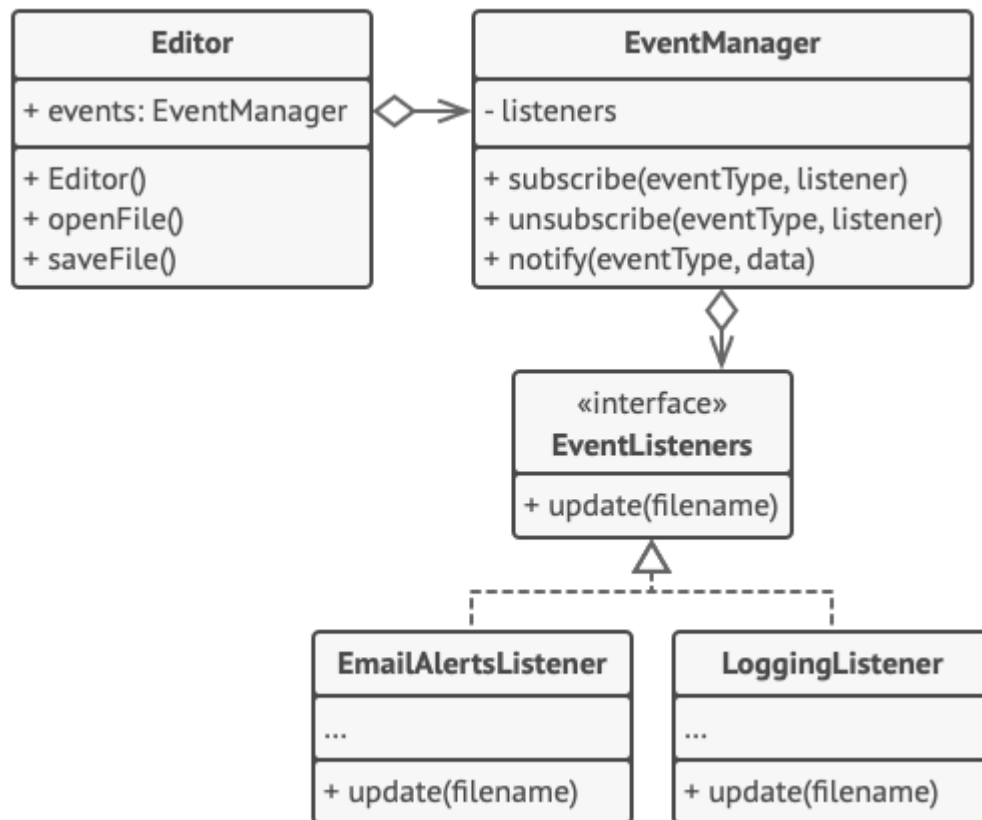 Editor
+ events: EventManager
+ Editor()
+ openFile()
+ saveFile()
EventManager
- listeners
+ subscribe(eventType, listener)
+ unsubscribe(eventType, listener)
+ notify(eventType, data)
«interface»
EventListeners
+ update(filename)
EmailAlertsListener
...
+ update(filename)
LoggingListener
...
+ update(filename)